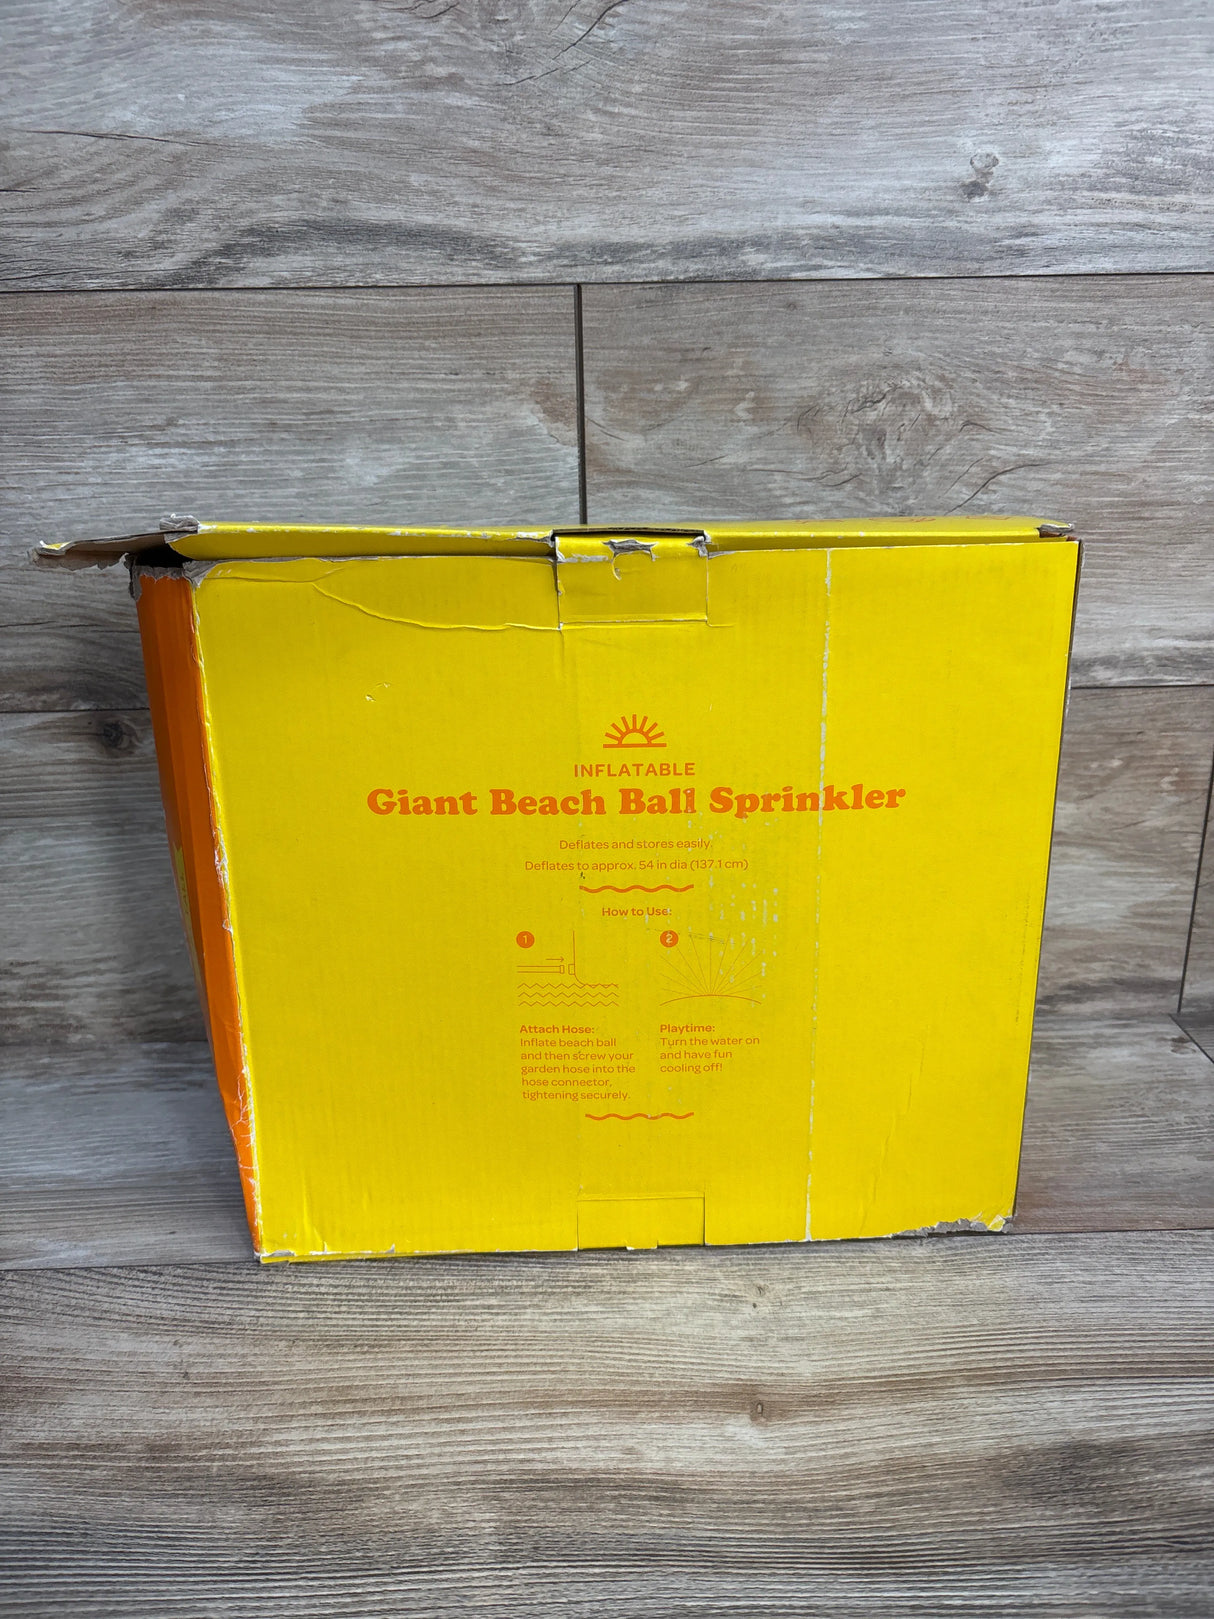 INFLATABLE
Giant Beach Ball Sprinkler
Deflates and stores easily.
Deflates to approx. 54 in dia (137.1 cm)
How to Use:
1
2
Attach Hose:
Inflate beach ball
and then screw your
garden hose into the
hose connector,
tightening securely.
Playtime:
Turn the water on
and have fun
cooling off!